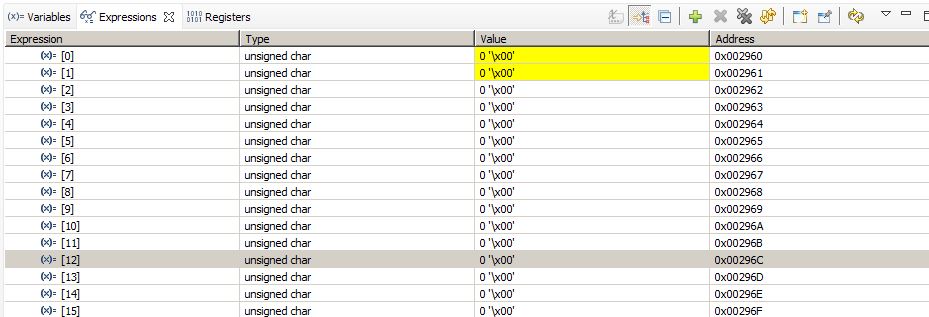 (x)= Variables Expressions Registers
Expression Type Value Address
(x)= [0] unsigned char 0 '\x00' 0x002960
(x)= [1] unsigned char 0 '\x00' 0x002961
(x)= [2] unsigned char 0 '\x00' 0x002962
(x)= [3] unsigned char 0 '\x00' 0x002963
(x)= [4] unsigned char 0 '\x00' 0x002964
(x)= [5] unsigned char 0 '\x00' 0x002965
(x)= [6] unsigned char 0 '\x00' 0x002966
(x)= [7] unsigned char 0 '\x00' 0x002967
(x)= [8] unsigned char 0 '\x00' 0x002968
(x)= [9] unsigned char 0 '\x00' 0x002969
(x)= [10] unsigned char 0 '\x00' 0x00296A
(x)= [11] unsigned char 0 '\x00' 0x00296B
(x)= [12] unsigned char 0 '\x00' 0x00296C
(x)= [13] unsigned char 0 '\x00' 0x00296D
(x)= [14] unsigned char 0 '\x00' 0x00296E
(x)= [15] unsigned char 0 '\x00' 0x00296F